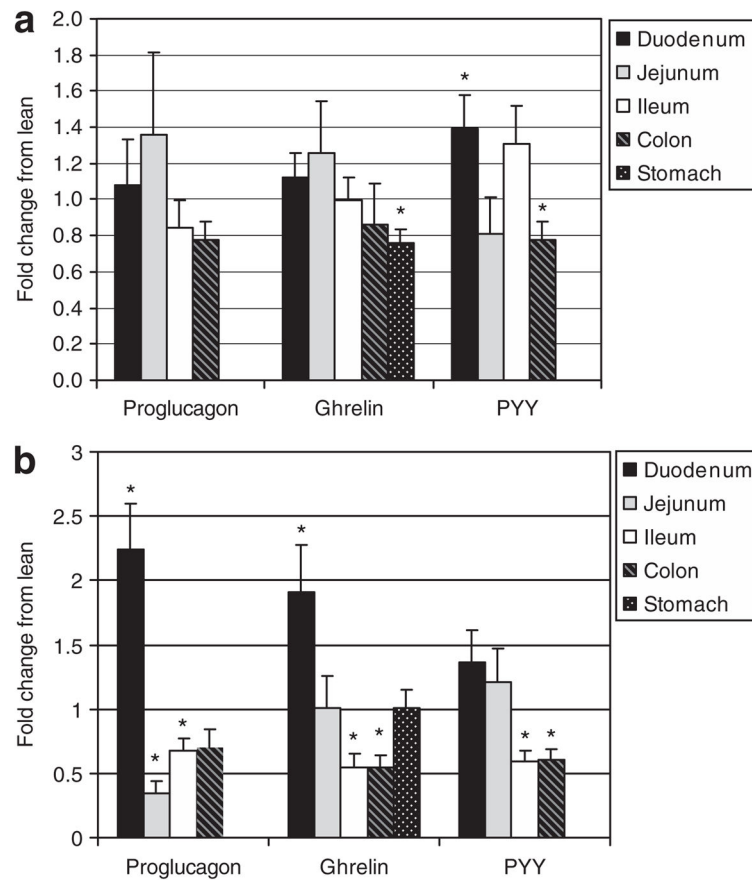 a
Fold change from lean
2.0
1.8
1.6
1.4
1.2
1.0
0.8
0.6
0.4
0.2
0.0
*
*
*
Proglucagon Ghrelin PYY
Duodenum
Jejunum
Ileum
Colon
Stomach
b
Fold change from lean
3
2.5
2
1.5
1
0.5
0
*
*
*
*
*
*
*
*
Proglucagon Ghrelin PYY
Duodenum
Jejunum
Ileum
Colon
Stomach